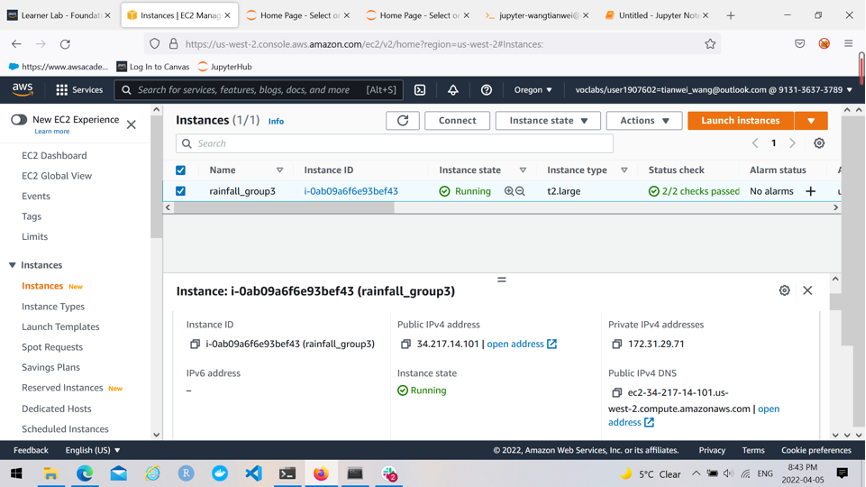 Learner Lab - Foundati
Instances | EC2 Manag
Home Page - Select or
Home Page - Select or
jupyter-wangtianwei@
Untitled - Jupyter Note
https://us-west-2.console.aws.amazon.com/ec2/v2/home?region=us-west-2#Instances:
https://www.awsacade...
Log In to Canvas
JupyterHub
aws
Services
Search for services, features, blogs, docs, and more [Alt+S]
Oregon
voclabs/user1907602=tianwei_wang@outlook.com @ 9131-3637-3789
New EC2 Experience
Learn more
EC2 Dashboard
EC2 Global View
Events
Tags
Limits
Instances
Instances New
Instance Types
Launch Templates
Spot Requests
Savings Plans
Reserved Instances New
Dedicated Hosts
Scheduled Instances
Instances (1/1) Info
Connect
Instance state
Actions
Launch instances
Search
1
Name Instance ID Instance state Instance type Status check Alarm status
rainfall_group3 i-0ab09a6f6e93bef43 Running t2.large 2/2 checks passed No alarms
Instance: i-0ab09a6f6e93bef43 (rainfall_group3)
Instance ID
i-0ab09a6f6e93bef43 (rainfall_group3)
IPv6 address
–
Public IPv4 address
34.217.14.101 | open address
Instance state
Running
Private IPv4 addresses
172.31.29.71
Public IPv4 DNS
ec2-34-217-14-101.us-
west-2.compute.amazonaws.com | open
address
Feedback
English (US)
© 2022, Amazon Web Services, Inc. or its affiliates.
Privacy
Terms
Cookie preferences
R
2
5°C Clear
ENG
8:43 PM
2022-04-05